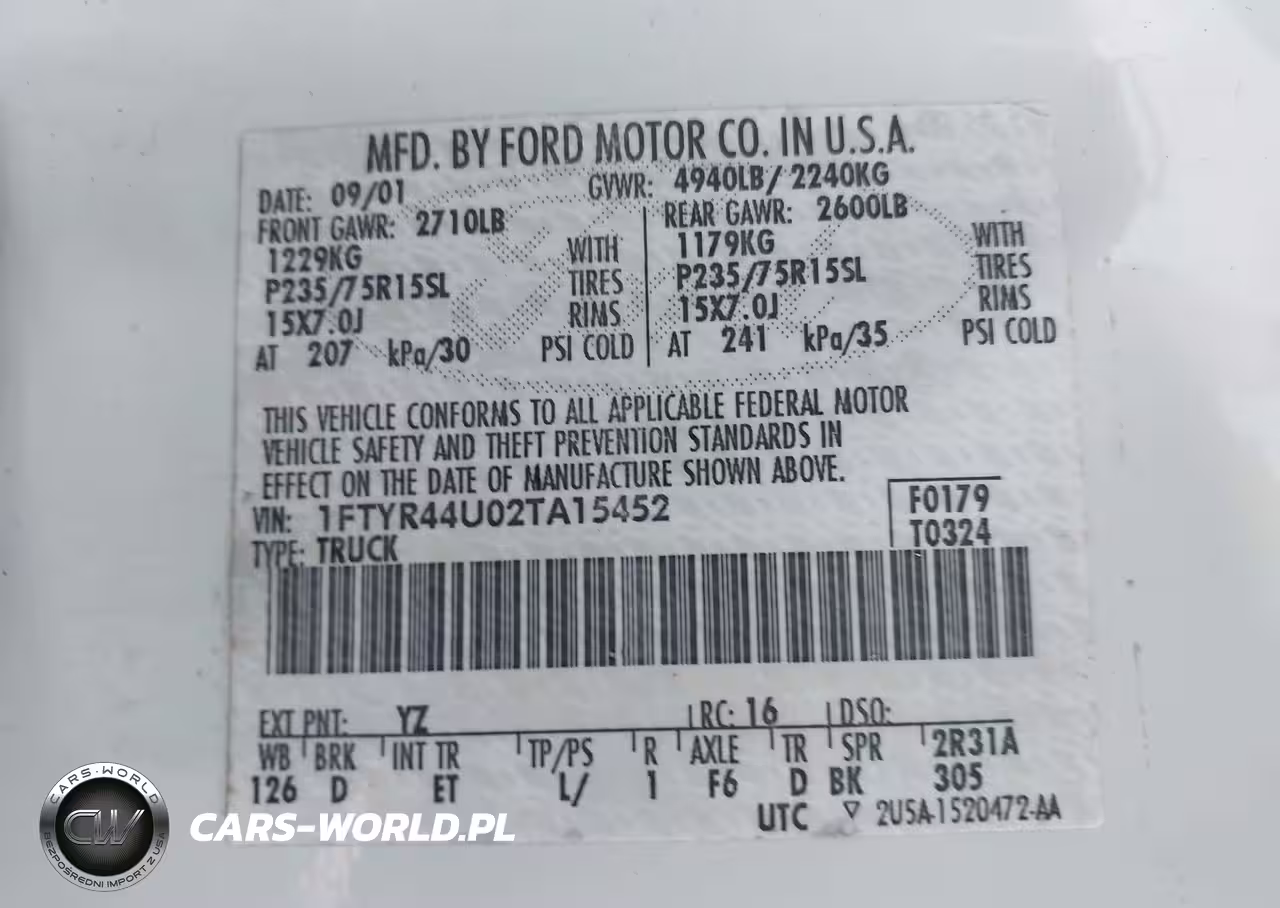 MFD. BY FORD MOTOR CO. IN U.S.A.
DATE: 09/01 GVWR: 4940LB/ 2240KG
FRONT GAWR: 2710LB REAR GAWR: 2600LB
1229KG WITH 1179KG WITH
P235/75R15SL TIRES P235/75R15SL TIRES
15X7.0J RIMS 15X7.0J RIMS
AT 207 kPa/30 PSI COLD AT 241 kPa/35 PSI COLD
THIS VEHICLE CONFORMS TO ALL APPLICABLE FEDERAL MOTOR
VEHICLE SAFETY AND THEFT PREVENTION STANDARDS IN
EFFECT ON THE DATE OF MANUFACTURE SHOWN ABOVE.
VIN: 1FTYR44U02TA15452 F0179
TYPE: TRUCK T0324
EXT PNT: YZ RC: 16 DSO:
WB BRK INT TR TP/PS R AXLE TR SPR 2R31A
126 D ET L/ 1 F6 D BK 305
UTC ▽ 2U5A-1520472-AA
CARS-WORLD
CW
BEZPOŚREDNI IMPORT Z USA
CARS-WORLD.PL